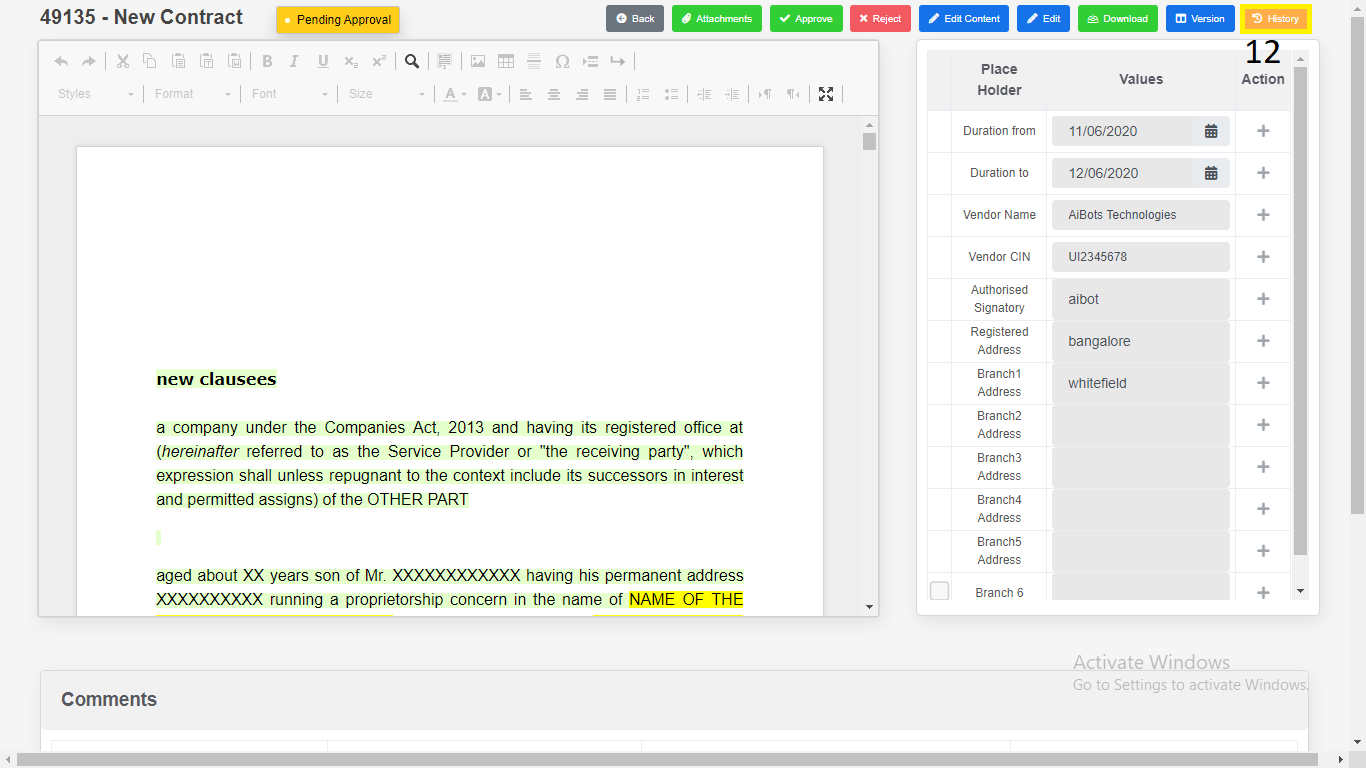 49135 - New Contract
Pending Approval
Back
Attachments
Approve
Reject
Edit Content
Edit
Download
Version
History
12
Styles
Format
Font
Size
new clausees
a company under the Companies Act, 2013 and having its registered office at
(hereinafter referred to as the Service Provider or "the receiving party", which
expression shall unless repugnant to the context include its successors in interest
and permitted assigns) of the OTHER PART
aged about XX years son of Mr. XXXXXXXXXXXX having his permanent address
XXXXXXXXXX running a proprietorship concern in the name of NAME OF THE
Place
Holder
Values
Action
Duration from
11/06/2020
Duration to
12/06/2020
Vendor Name
AiBots Technologies
Vendor CIN
UI2345678
Authorised
Signatory
aibot
Registered
Address
bangalore
Branch1
Address
whitefield
Branch2
Address
Branch3
Address
Branch4
Address
Branch5
Address
Branch 6
Activate Windows
Go to Settings to activate Windows.
Comments